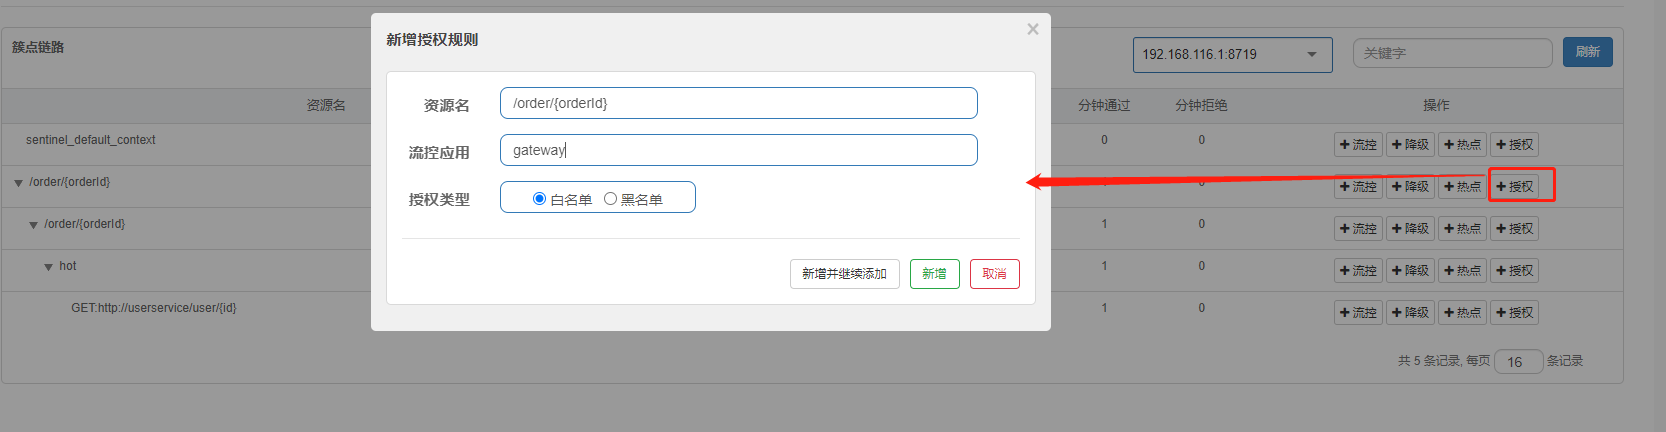 新增授权规则
×
簇点链路
192.168.116.1:8719
关键字
刷新
资源名 /order/{orderId}
流控应用 gateway
授权类型 白名单 黑名单
新增并继续添加 新增 取消
资源名 分钟通过 分钟拒绝 操作
sentinel_default_context 0 0 +流控 +降级 +热点 +授权
/order/{orderId} +流控 +降级 +热点 +授权
/order/{orderId} 1 0 +流控 +降级 +热点 +授权
hot 1 0 +流控 +降级 +热点 +授权
GET:http://userservice/user/{id} 1 0 +流控 +降级 +热点 +授权
共 5 条记录, 每页 16 条记录